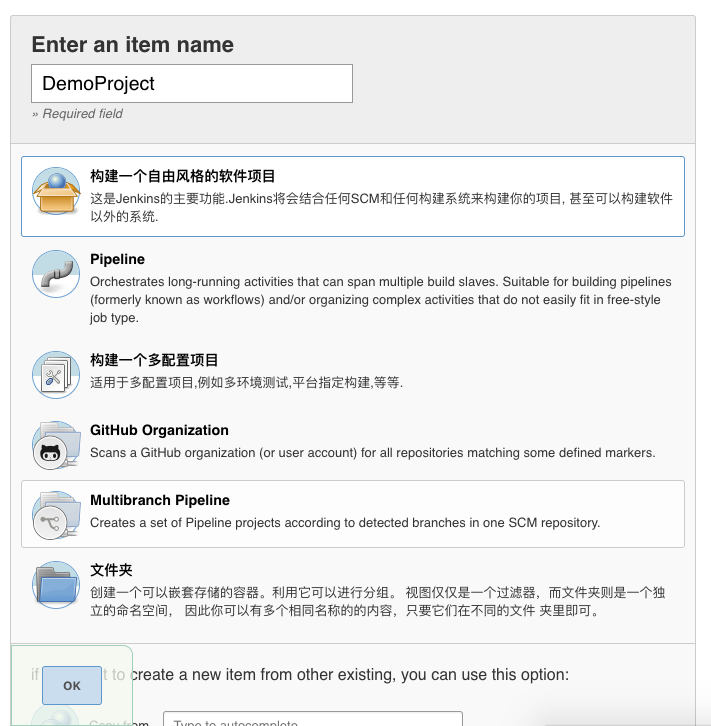 Enter an item name
DemoProject
» Required field
构建一个自由风格的软件项目
这是Jenkins的主要功能.Jenkins将会结合任何SCM和任何构建系统来构建你的项目, 甚至可以构建软件
以外的系统.
Pipeline
Orchestrates long-running activities that can span multiple build slaves. Suitable for building pipelines
(formerly known as workflows) and/or organizing complex activities that do not easily fit in free-style
job type.
构建一个多配置项目
适用于多配置项目,例如多环境测试,平台指定构建,等等.
GitHub Organization
Scans a GitHub organization (or user account) for all repositories matching some defined markers.
Multibranch Pipeline
Creates a set of Pipeline projects according to detected branches in one SCM repository.
文件夹
创建一个可以嵌套存储的容器。利用它可以进行分组。 视图仅仅是一个过滤器，而文件夹则是一个独
立的命名空间， 因此你可以有多个相同名称的的内容，只要它们在不同的文件 夹里即可。
if t to create a new item from other existing, you can use this option:
OK
Copy from
Type to autocomplete